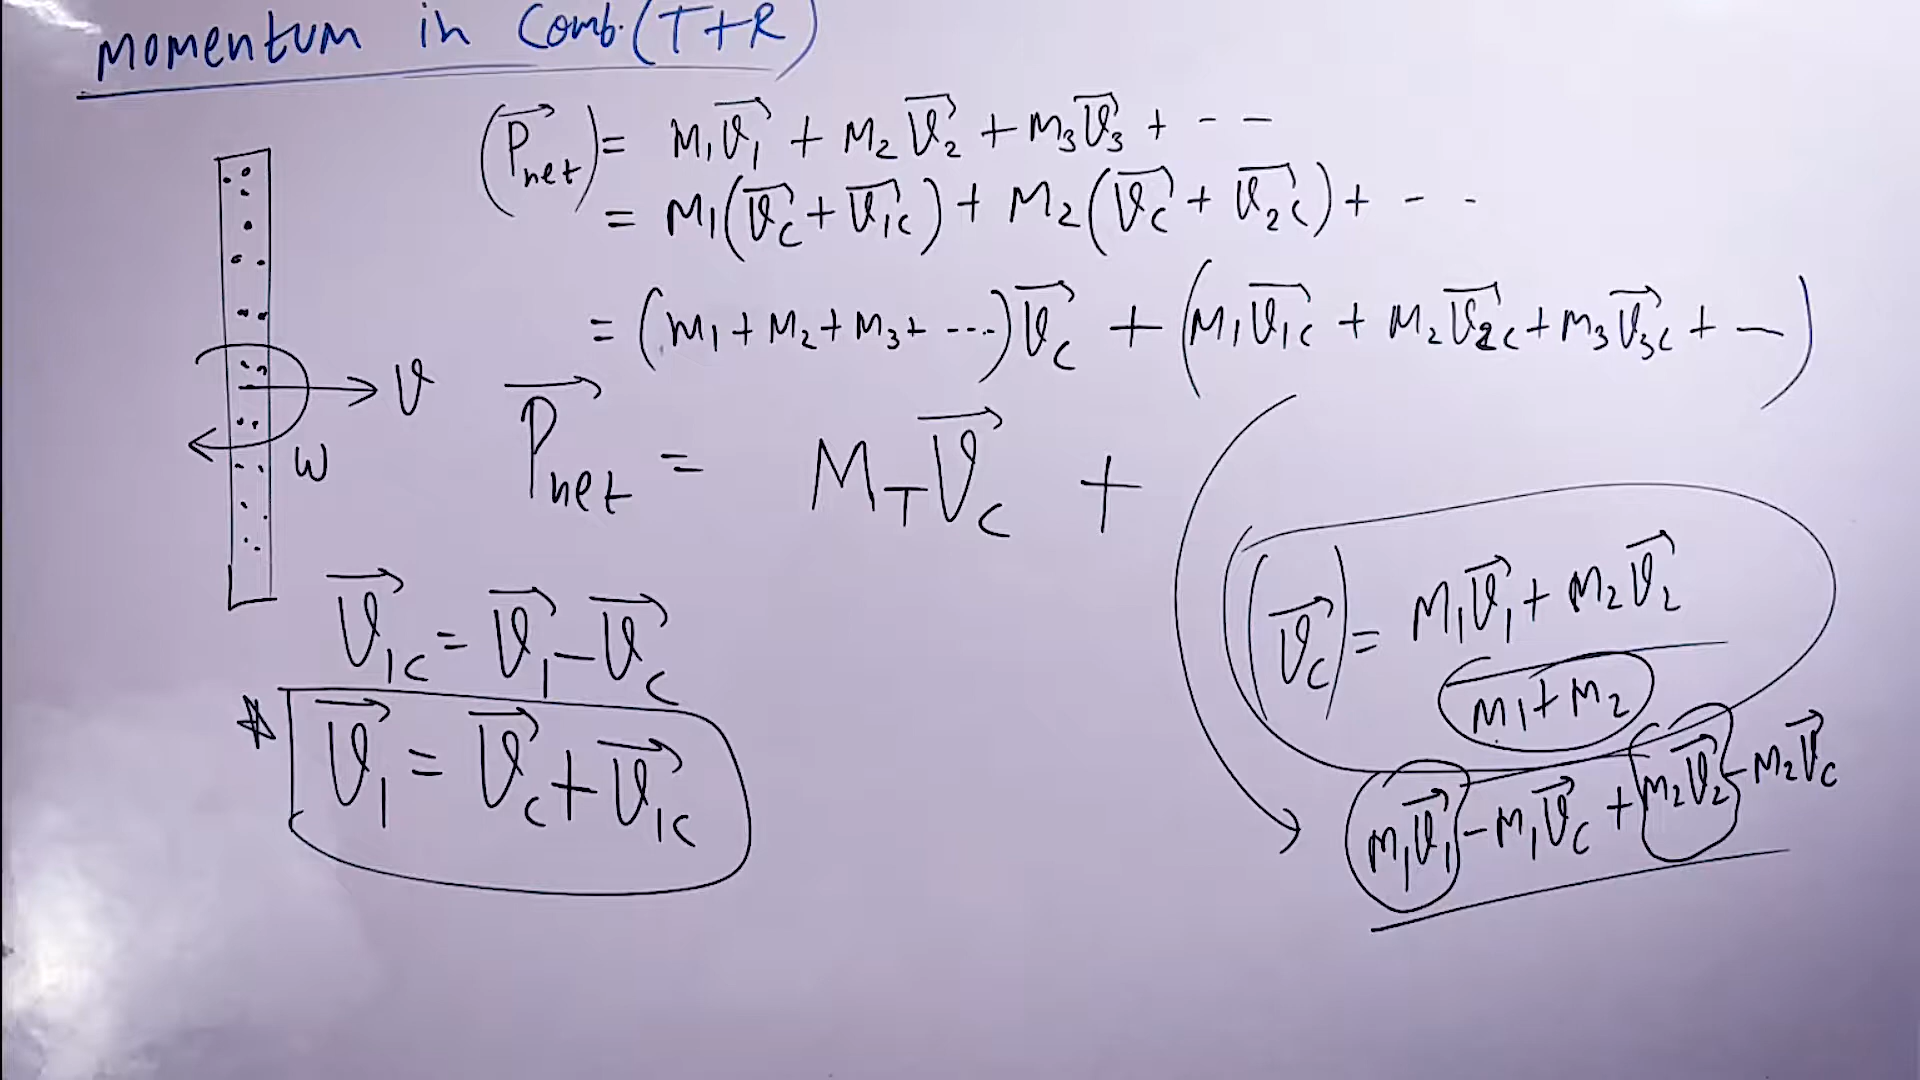 Momentum in Comb.(T+R)
(P⃗net) = m₁v⃗₁ + m₂v⃗₂ + m₃v⃗₃ + - -
= m₁(v⃗c + v⃗₁c) + m₂(v⃗c + v⃗₂c) + - -
= (m₁ + m₂ + m₃ + ---)v⃗c + (m₁v⃗₁c + m₂v⃗₂c + m₃v⃗₃c + —)
v
ω
P⃗net = M_T v⃗c +
v⃗₁c = v⃗₁ - v⃗c
v⃗₁ = v⃗c + v⃗₁c
(v⃗c) = m₁v⃗₁ + m₂v⃗₂
m₁ + m₂
m₁v⃗₁ - m₁v⃗c + m₂v⃗₂ - m₂v⃗c